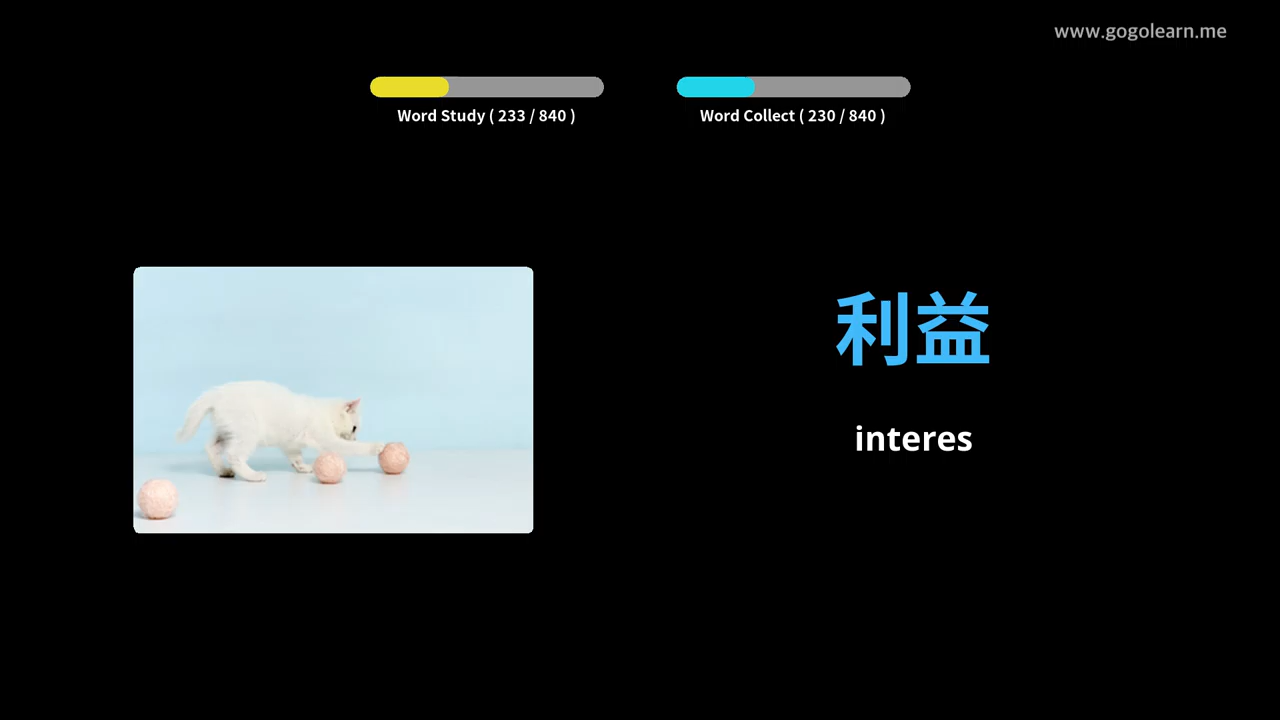 www.gogolearn.me
Word Study ( 233 / 840 )
Word Collect ( 230 / 840 )
利益
interes